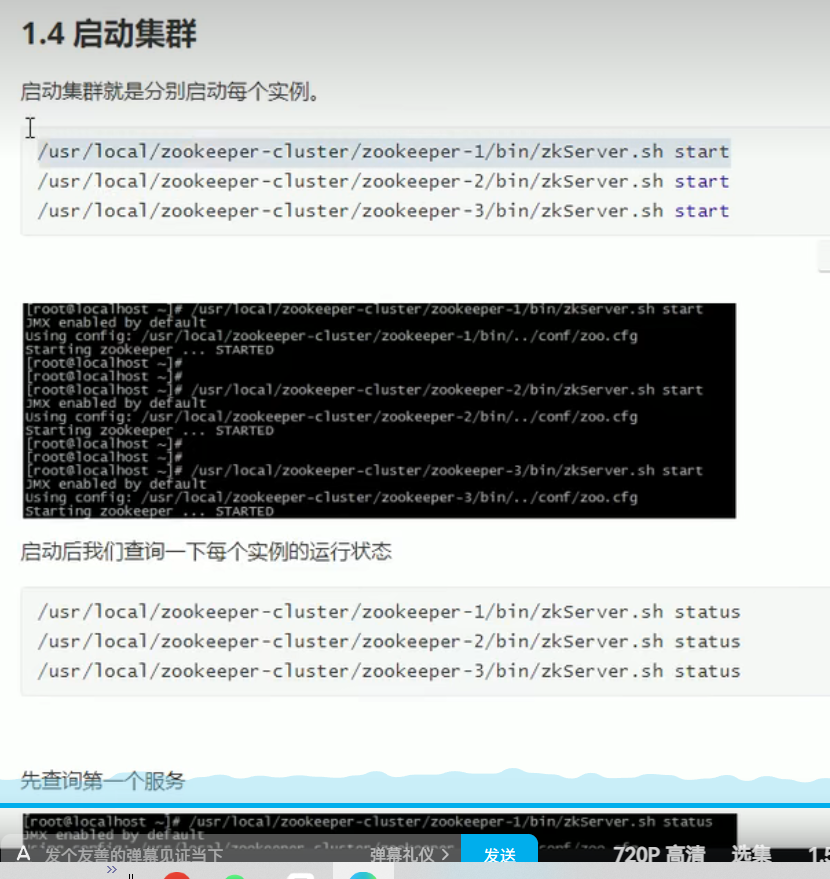 1.4 启动集群
启动集群就是分别启动每个实例。
/usr/local/zookeeper-cluster/zookeeper-1/bin/zkServer.sh start
/usr/local/zookeeper-cluster/zookeeper-2/bin/zkServer.sh start
/usr/local/zookeeper-cluster/zookeeper-3/bin/zkServer.sh start
[root@localhost ~]# /usr/local/zookeeper-cluster/zookeeper-1/bin/zkServer.sh start
JMX enabled by default
Using config: /usr/local/zookeeper-cluster/zookeeper-1/bin/../conf/zoo.cfg
Starting zookeeper ... STARTED
[root@localhost ~]#
[root@localhost ~]#
[root@localhost ~]# /usr/local/zookeeper-cluster/zookeeper-2/bin/zkServer.sh start
JMX enabled by default
Using config: /usr/local/zookeeper-cluster/zookeeper-2/bin/../conf/zoo.cfg
Starting zookeeper ... STARTED
[root@localhost ~]#
[root@localhost ~]#
[root@localhost ~]# /usr/local/zookeeper-cluster/zookeeper-3/bin/zkServer.sh start
JMX enabled by default
Using config: /usr/local/zookeeper-cluster/zookeeper-3/bin/../conf/zoo.cfg
Starting zookeeper ... STARTED
启动后我们查询一下每个实例的运行状态
/usr/local/zookeeper-cluster/zookeeper-1/bin/zkServer.sh status
/usr/local/zookeeper-cluster/zookeeper-2/bin/zkServer.sh status
/usr/local/zookeeper-cluster/zookeeper-3/bin/zkServer.sh status
先查询第一个服务
[root@localhost ~]# /usr/local/zookeeper-cluster/zookeeper-1/bin/zkServer.sh status
JMX enabled by default
A 发个友善的弹幕见证当下 弹幕礼仪 > 发送 720P 高清 选集 1.5